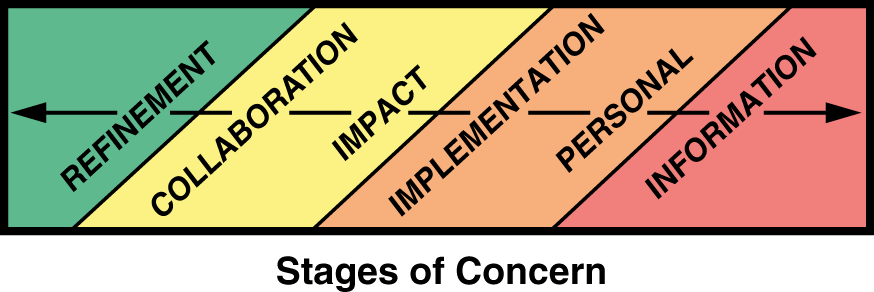 REFINEMENT
COLLABORATION
IMPACT
IMPLEMENTATION
PERSONAL
INFORMATION
Stages of Concern